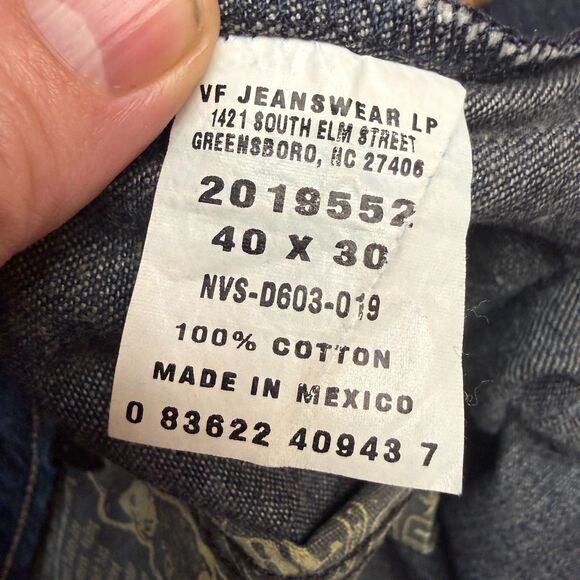 VF JEANSWEAR LP
1421 SOUTH ELM STREET
GREENSBORO, NC 27406
2019552
40 X 30
NVS-D603-019
100% COTTON
MADE IN MEXICO
0 83622 40943 7